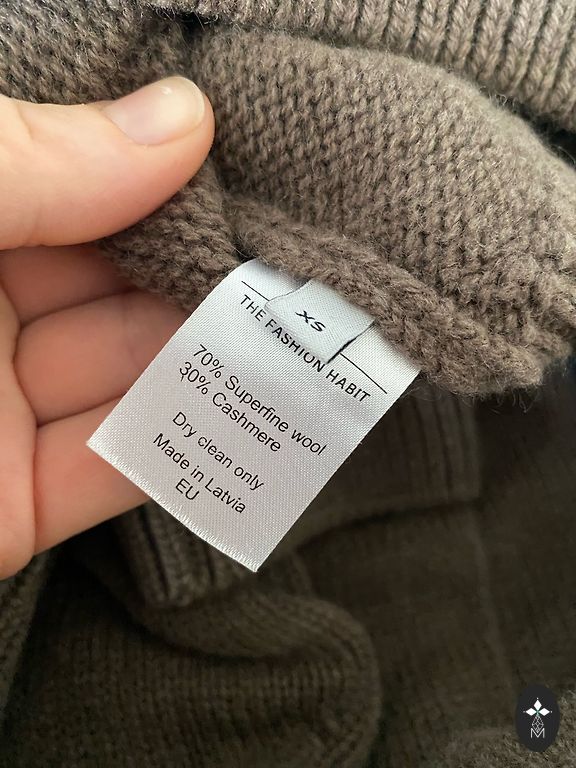 XS
THE FASHION HABIT
70% Superfine wool
30% Cashmere
Dry clean only
Made in Latvia
EU
M